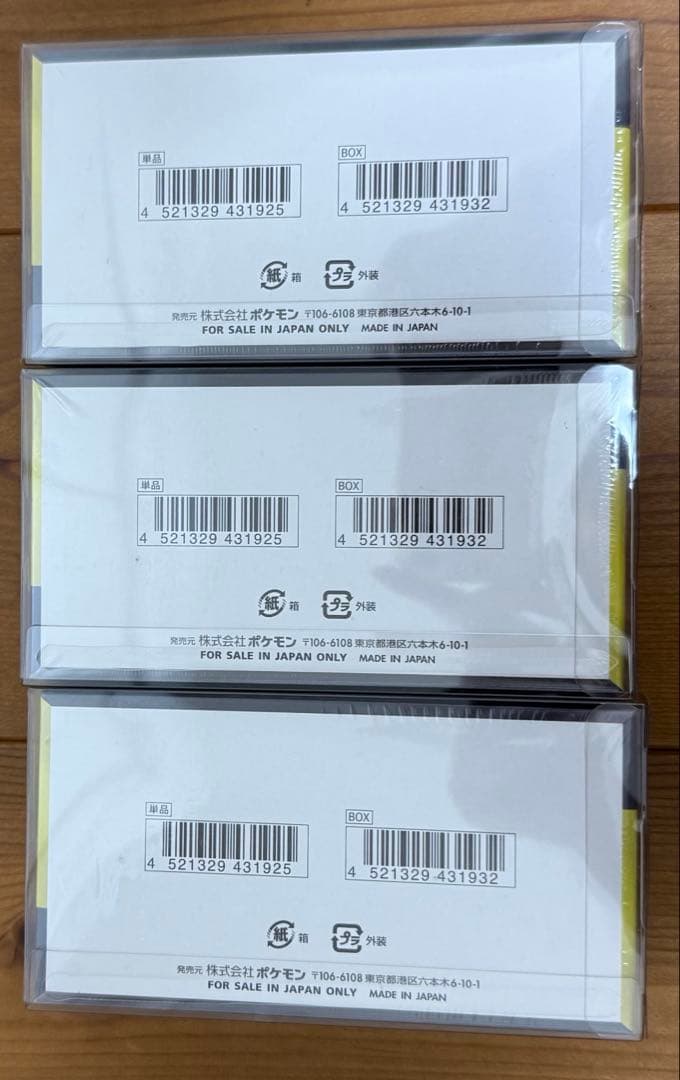 単品
BOX
4 521329 431925
4 521329 431932
紙 箱
プラ 外装
発売元 株式会社 ポケモン 〒106-6108 東京都港区六本木6-10-1
FOR SALE IN JAPAN ONLY MADE IN JAPAN
単品
BOX
4 521329 431925
4 521329 431932
紙 箱
プラ 外装
発売元 株式会社 ポケモン 〒106-6108 東京都港区六本木6-10-1
FOR SALE IN JAPAN ONLY MADE IN JAPAN
単品
BOX
4 521329 431925
4 521329 431932
紙 箱
プラ 外装
発売元 株式会社 ポケモン 〒106-6108 東京都港区六本木6-10-1
FOR SALE IN JAPAN ONLY MADE IN JAPAN